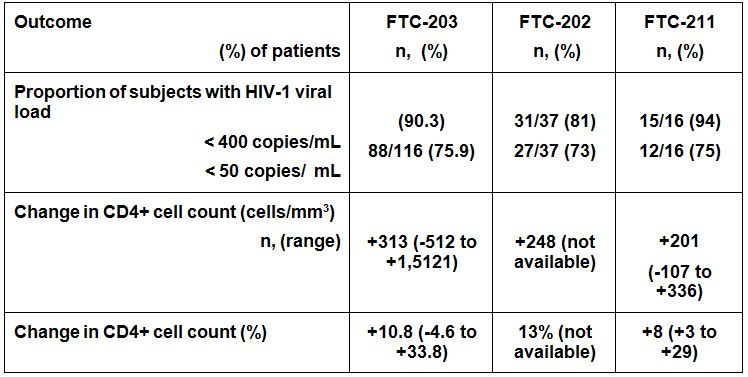 Outcome FTC-203 FTC-202 FTC-211
(%) of patients n, (%) n, (%) n, (%)
Proportion of subjects with HIV-1 viral
load
(90.3) 31/37 (81) 15/16 (94)
< 400 copies/mL
88/116 (75.9) 27/37 (73) 12/16 (75)
< 50 copies/ mL
Change in CD4+ cell count (cells/mm³)
n, (range) +313 (-512 to +248 (not +201
+1,5121) available)
(-107 to
+336)
Change in CD4+ cell count (%) +10.8 (-4.6 to 13% (not +8 (+3 to
+33.8) available) +29)